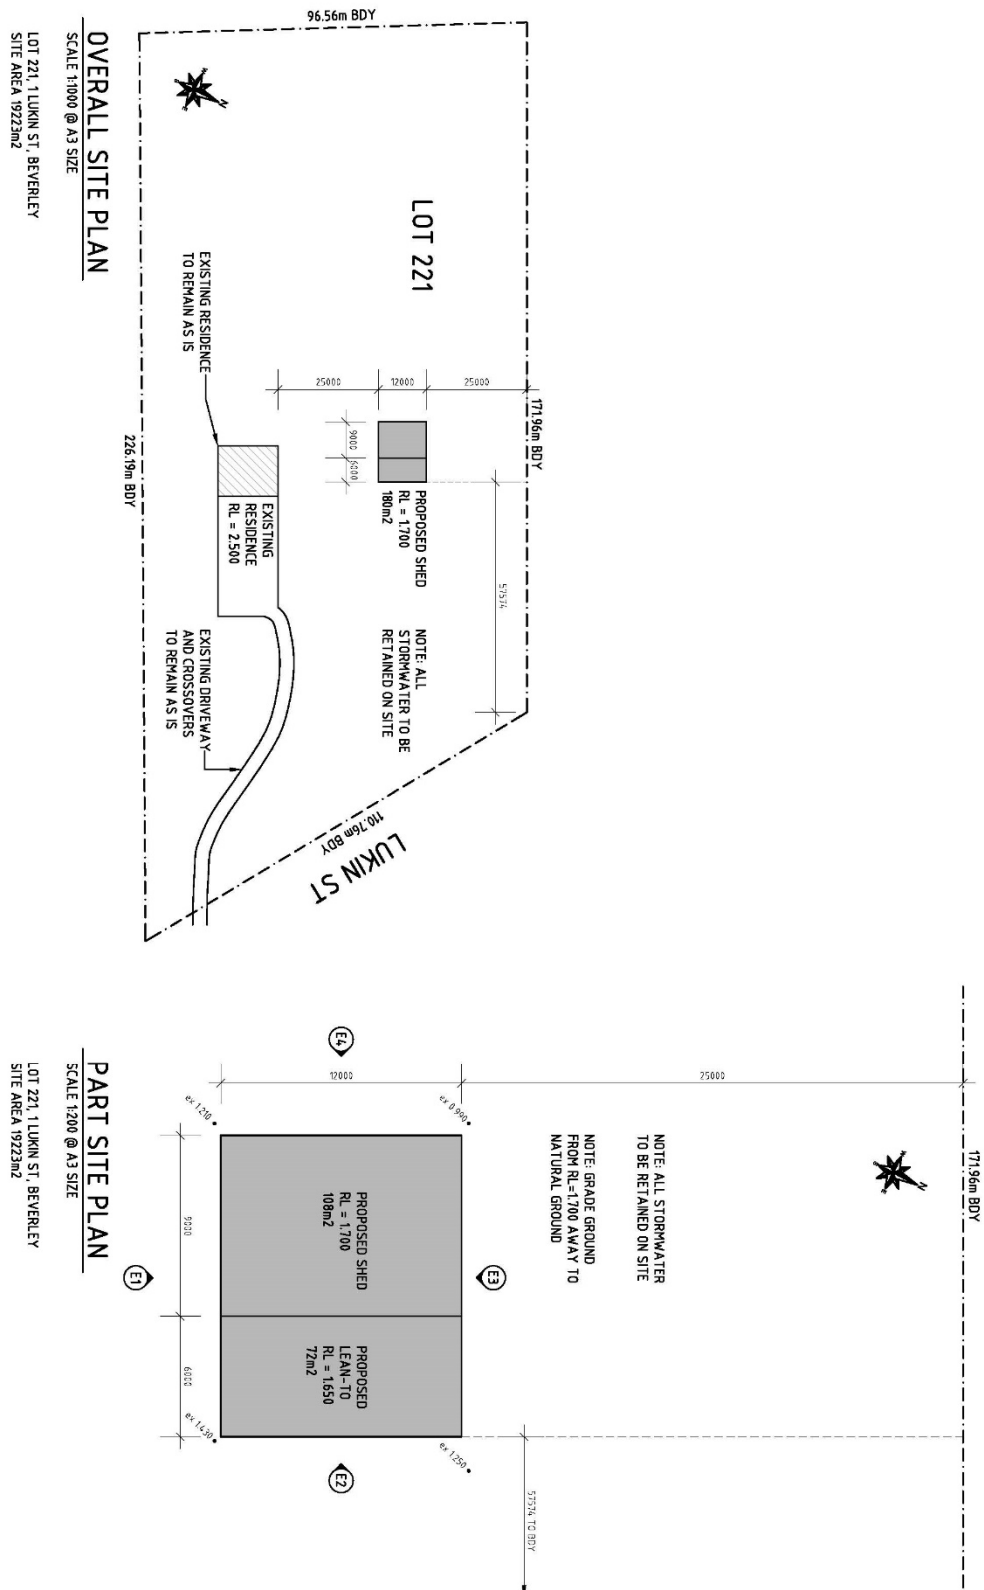 96.56m BDY
LOT 221
171.96m BDY
25000
12000
25000
9000
6000
PROPOSED SHED
RL = 1.700
180m2
57574
NOTE: ALL
STORMWATER TO BE
RETAINED ON SITE
EXISTING RESIDENCE
TO REMAIN AS IS
EXISTING
RESIDENCE
RL = 2.500
EXISTING DRIVEWAY
AND CROSSOVERS
TO REMAIN AS IS
226.19m BDY
110.76m BDY
LUKIN ST
N
OVERALL SITE PLAN
SCALE 1:1000 @ A3 SIZE
LOT 221, 1 LUKIN ST, BEVERLEY
SITE AREA 19223m2
171.96m BDY
N
NOTE: ALL STORMWATER
TO BE RETAINED ON SITE
NOTE: GRADE GROUND
FROM RL=1.700 AWAY TO
NATURAL GROUND
25000
12000
57574 TO BDY
E4
ex 0.990
ex 1.250
E3
PROPOSED SHED
RL = 1.700
108m2
PROPOSED
LEAN-TO
RL = 1.650
72m2
E2
ex 1.210
ex 1.430
9000
6000
E1
PART SITE PLAN
SCALE 1:200 @ A3 SIZE
LOT 221, 1 LUKIN ST, BEVERLEY
SITE AREA 19223m2